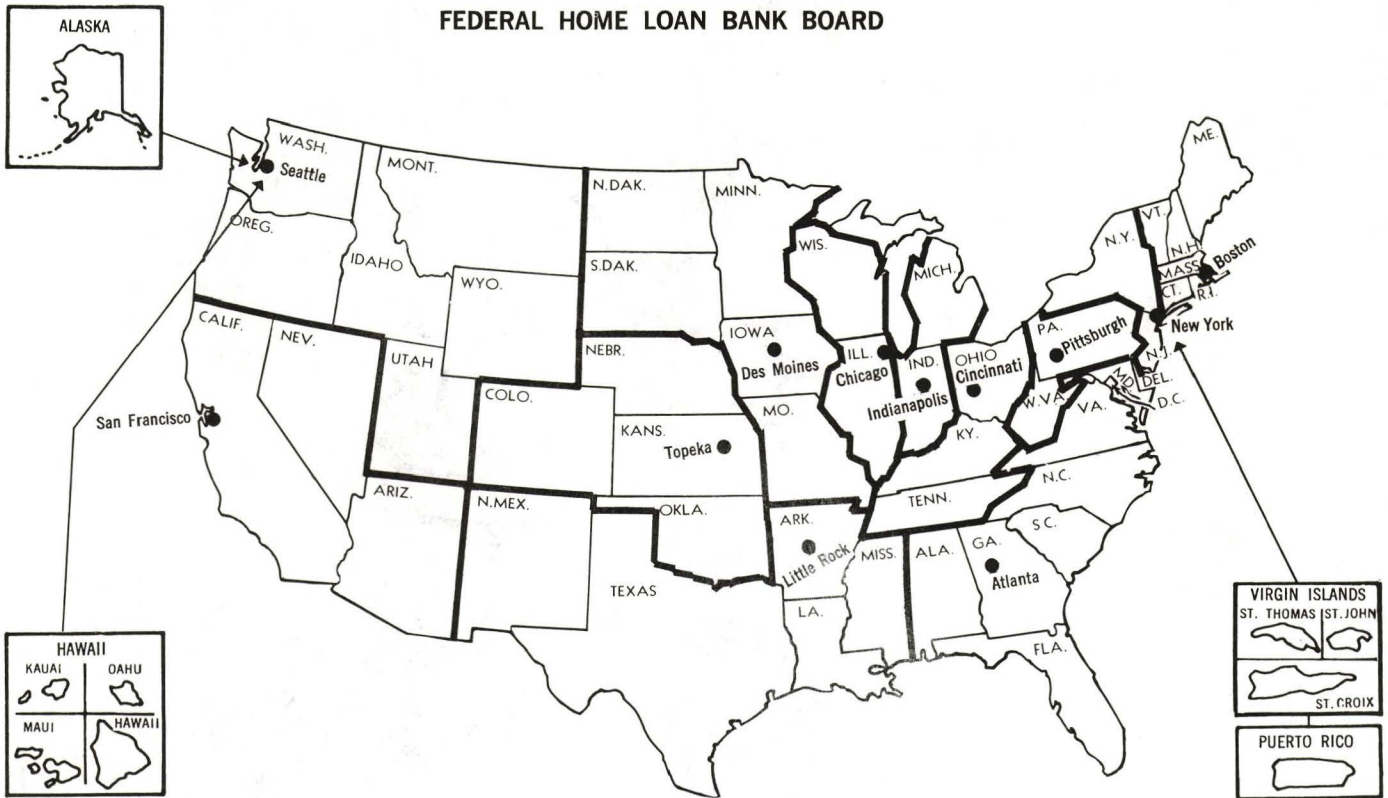 FEDERAL HOME LOAN BANK BOARD
ALASKA
WASH.
Seattle
MONT.
N.DAK.
MINN.
ME.
OREG.
IDAHO
S.DAK.
WIS.
MICH.
N.Y.
VT.
N.H.
MASS.
Boston
WYO.
CT.
R.I.
CALIF.
NEV.
UTAH
NEBR.
IOWA
Des Moines
ILL.
Chicago
IND.
Indianapolis
OHIO
Cincinnati
PA.
Pittsburgh
New York
N.J.
COLO.
MO.
W.VA.
VA.
MD.
DEL.
D.C.
San Francisco
KANS.
Topeka
KY.
ARIZ.
N.MEX.
OKLA.
ARK.
Little Rock
TENN.
N.C.
S.C.
TEXAS
MISS.
ALA.
GA.
Atlanta
LA.
FLA.
HAWAII
KAUAI
OAHU
MAUI
HAWAII
VIRGIN ISLANDS
ST. THOMAS
ST. JOHN
ST. CROIX
PUERTO RICO